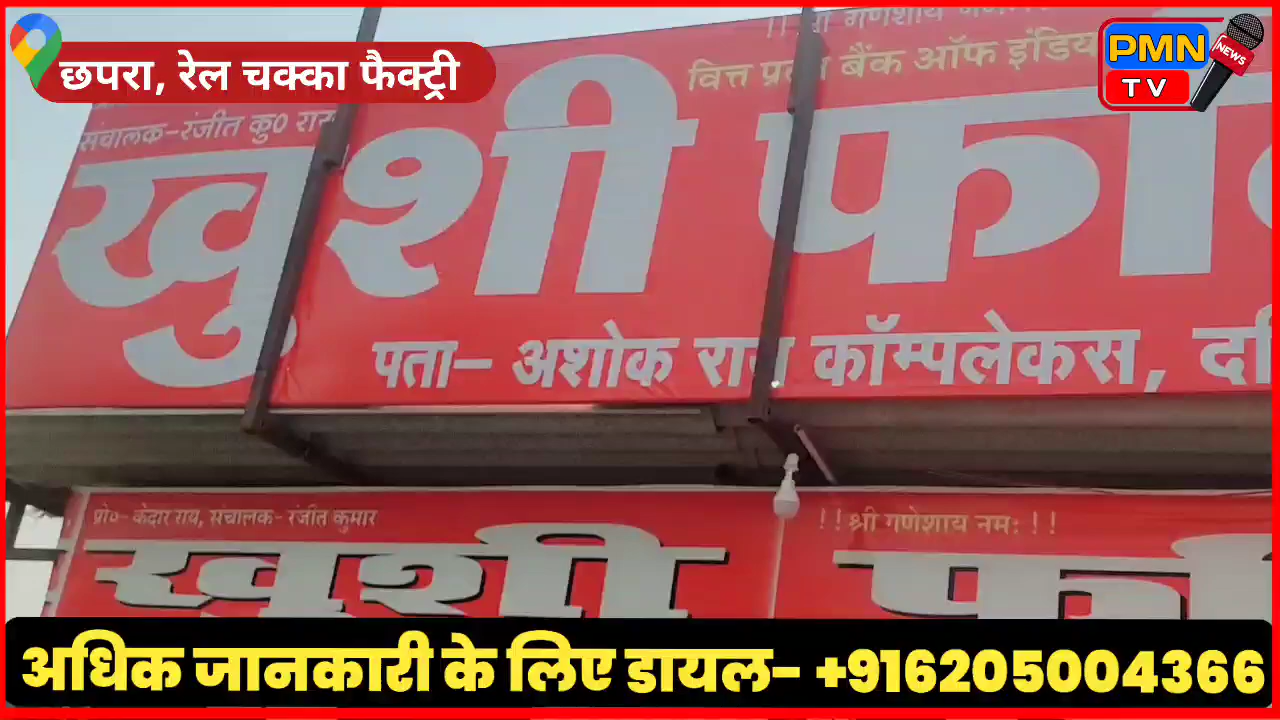 छपरा, रेल चक्का फैक्ट्री
PMN
NEWS
TV
वित्त प्रदत्त बैंक ऑफ इंडिय
संचालक-रंजीत कु० राय
खुशी
पता- अशोक राय कॉम्पलेकस,
प्रो०- केदार राय, संचालक- रंजीत कुमार
!! श्री गणेशाय नमः !!
खुशी
अधिक जानकारी के लिए डायल- +916205004366